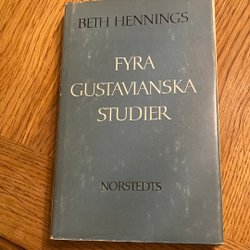 BETH HENNINGS
FYRA
GUSTAVIANSKA
STUDIER
NORSTEDTS